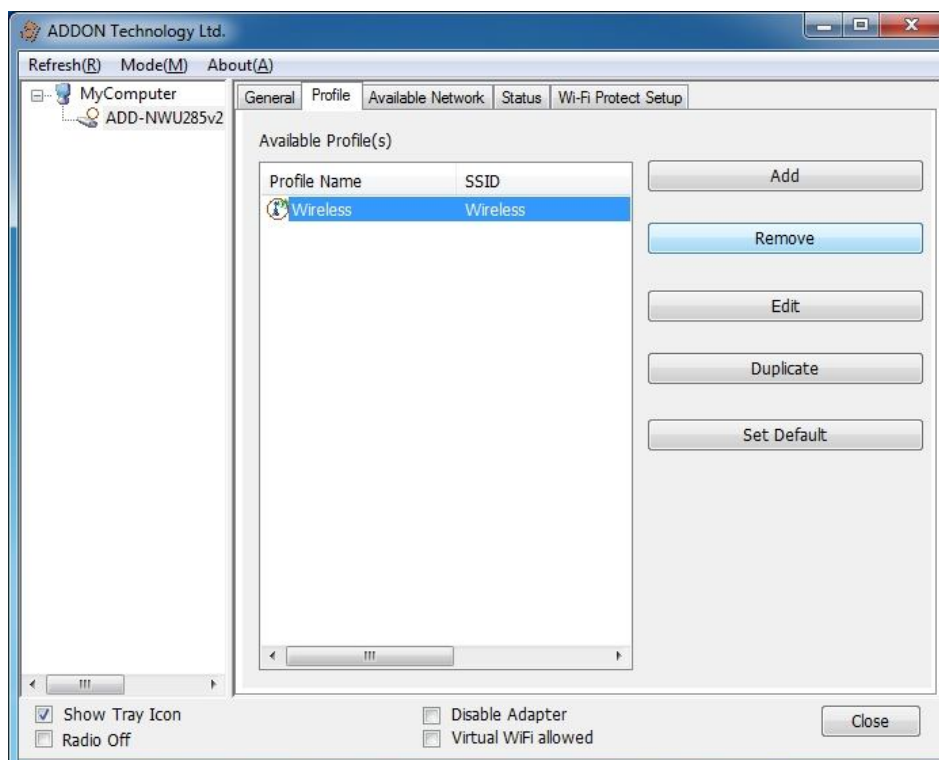 ADDON Technology Ltd.
Refresh(R) Mode(M) About(A)
MyComputer
ADD-NWU285v2
General Profile Available Network Status Wi-Fi Protect Setup
Available Profile(s)
Profile Name SSID
Wireless Wireless
Add
Remove
Edit
Duplicate
Set Default
Show Tray Icon
Radio Off
Disable Adapter
Virtual WiFi allowed
Close